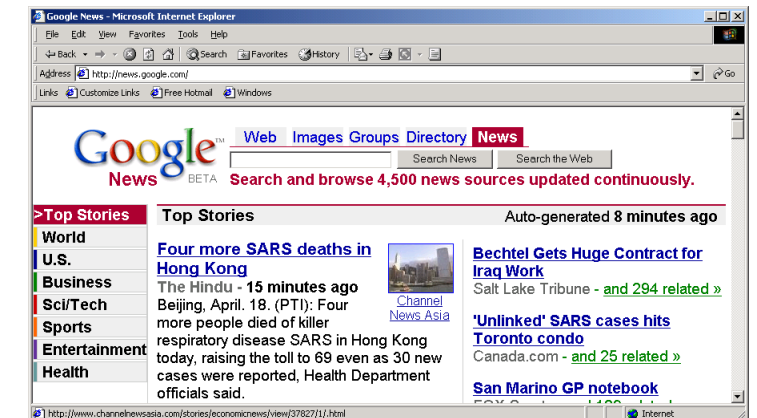 Google News - Microsoft Internet Explorer
File Edit View Favorites Tools Help
Back Search Favorites History
Address http://news.google.com/ Go
Links Customize Links Free Hotmail Windows
Google™
News BETA
Web Images Groups Directory News
Search News Search the Web
Search and browse 4,500 news sources updated continuously.
>Top Stories
World
U.S.
Business
Sci/Tech
Sports
Entertainment
Health
Top Stories
Auto-generated 8 minutes ago
Four more SARS deaths in
Hong Kong
The Hindu - 15 minutes ago
Beijing, April. 18. (PTI): Four
more people died of killer
respiratory disease SARS in Hong Kong
today, raising the toll to 69 even as 30 new
cases were reported, Health Department
officials said.
Channel
News Asia
Bechtel Gets Huge Contract for
Iraq Work
Salt Lake Tribune - and 294 related »
'Unlinked' SARS cases hits
Toronto condo
Canada.com - and 25 related »
San Marino GP notebook
http://www.channelnewsasia.com/stories/economicnews/view/37827/1/.html
Internet